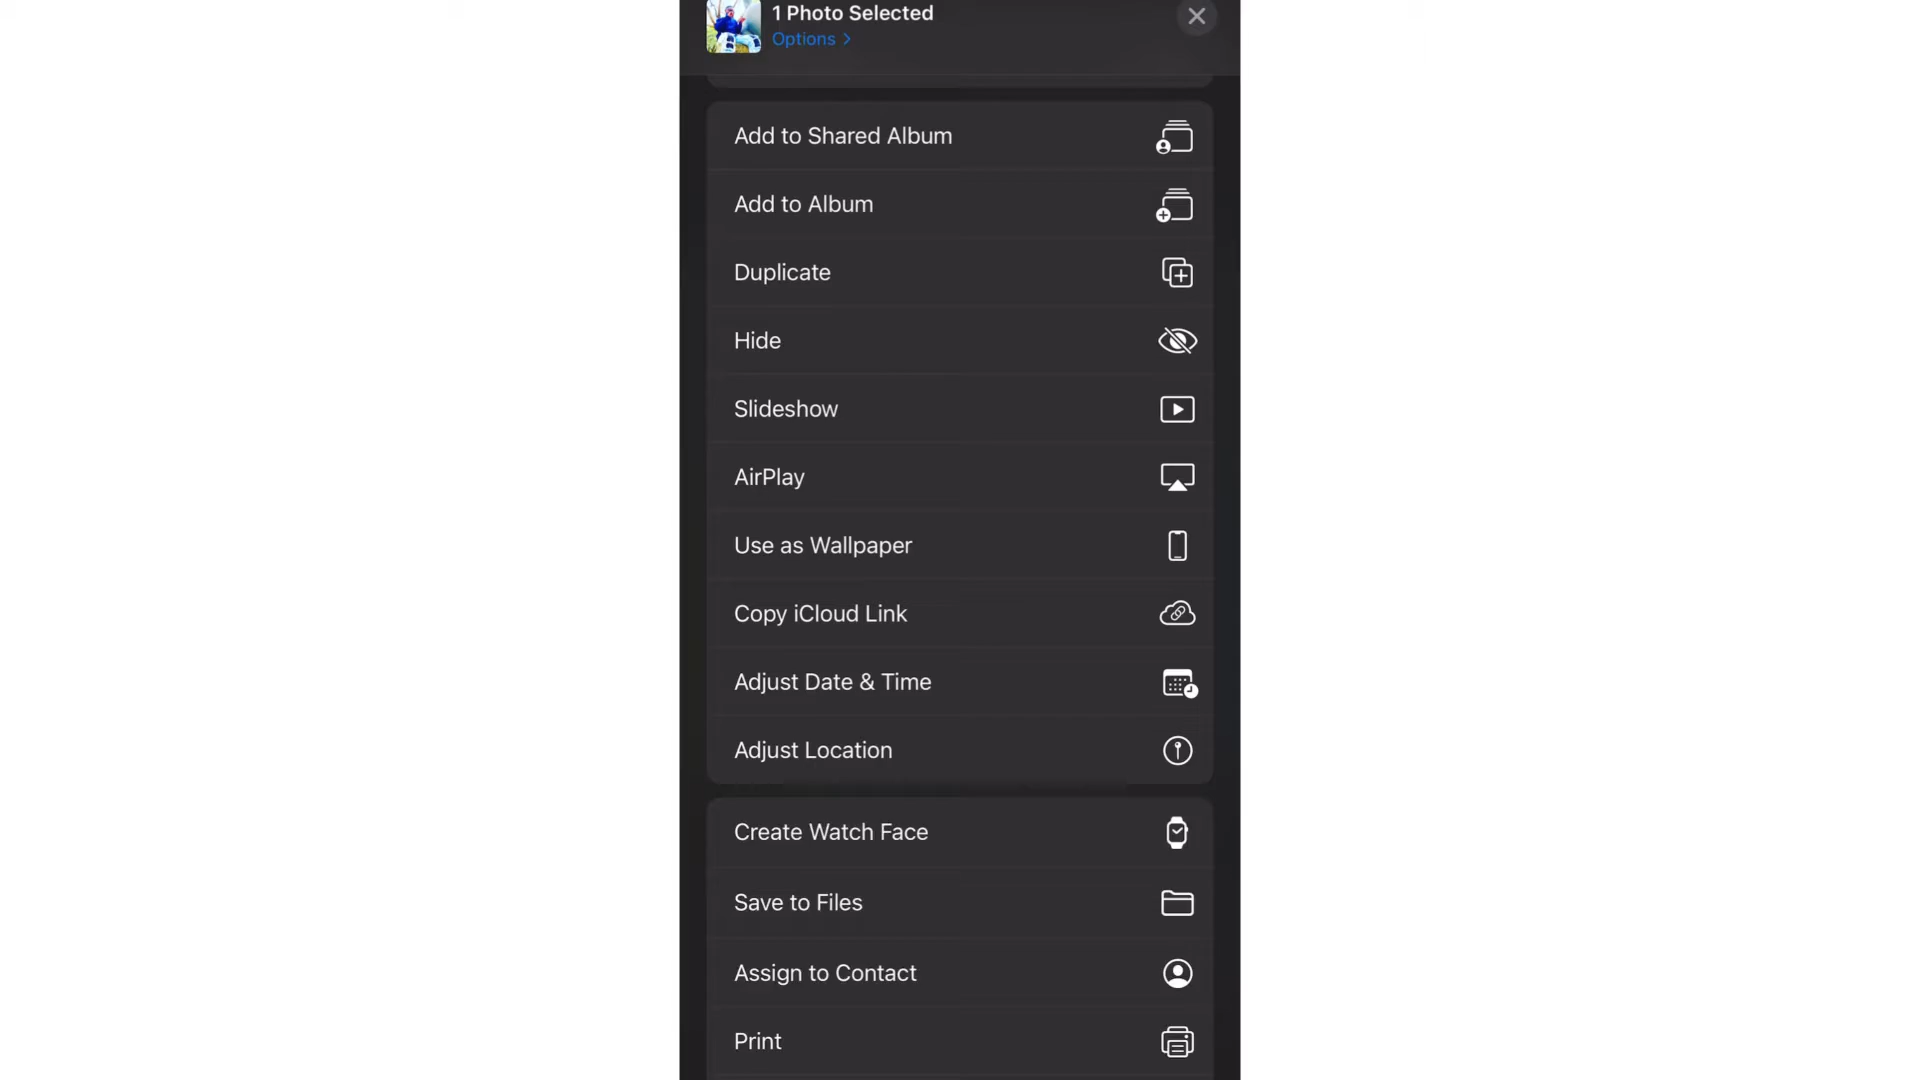 1 Photo Selected
Options >
Add to Shared Album
Add to Album
Duplicate
Hide
Slideshow
AirPlay
Use as Wallpaper
Copy iCloud Link
Adjust Date & Time
Adjust Location
Create Watch Face
Save to Files
Assign to Contact
Print